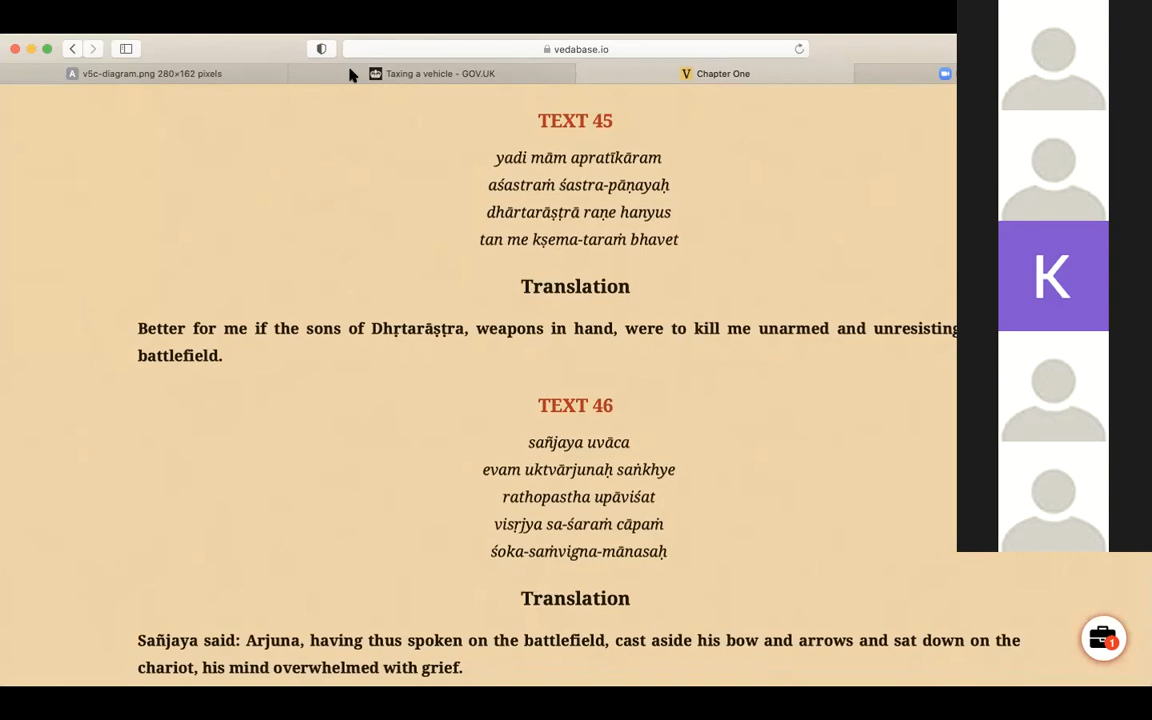 vedabase.io
v5c-diagram.png 280×162 pixels
Taxing a vehicle - GOV.UK
Chapter One
TEXT 45
yadi mām apratīkāram
aśastraṁ śastra-pāṇayaḥ
dhārtarāṣṭrā raṇe hanyus
tan me kṣema-taraṁ bhavet
Translation
Better for me if the sons of Dhṛtarāṣṭra, weapons in hand, were to kill me unarmed and unresisting
battlefield.
TEXT 46
sañjaya uvāca
evam uktvārjunaḥ saṅkhye
rathopastha upāviśat
visṛjya sa-śaraṁ cāpaṁ
śoka-saṁvigna-mānasaḥ
Translation
Sañjaya said: Arjuna, having thus spoken on the battlefield, cast aside his bow and arrows and sat down on the
chariot, his mind overwhelmed with grief.
K
1